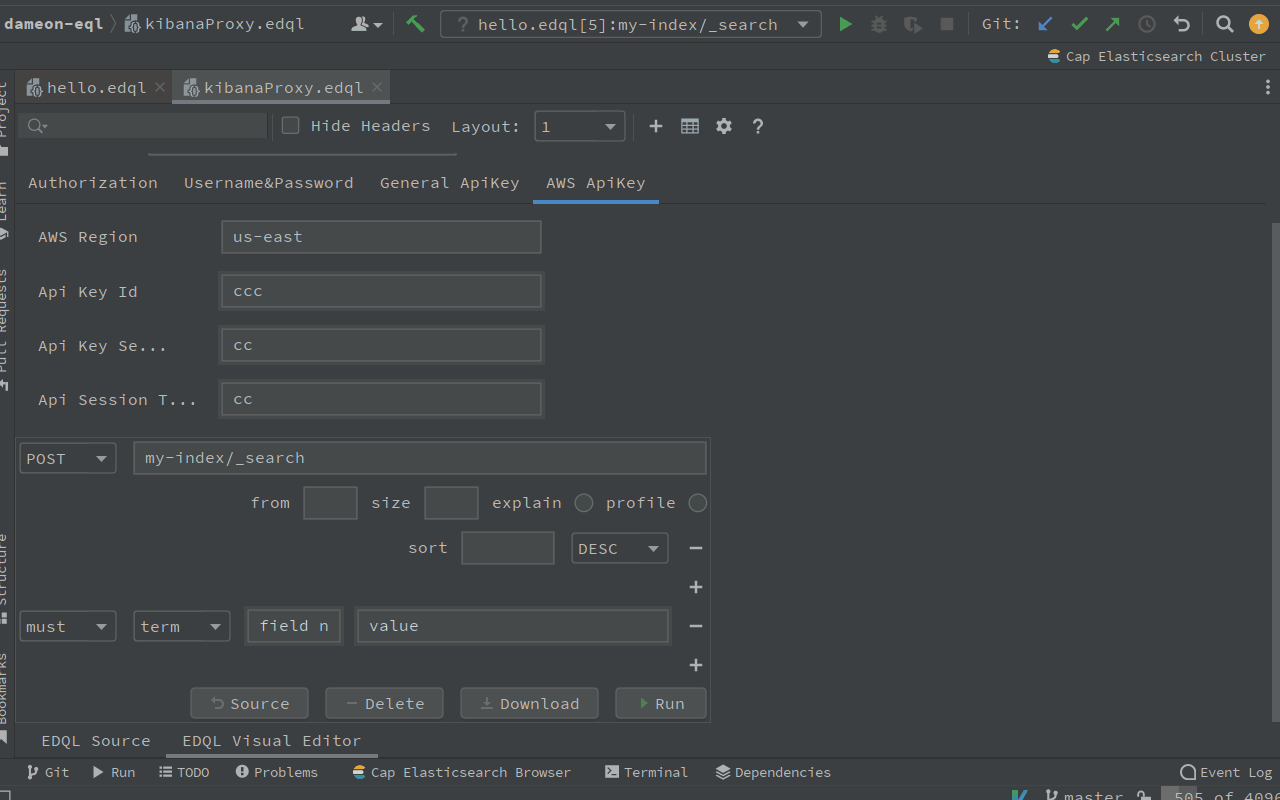 dameon-eql kibanaProxy.edql ? hello.edql[5]:my-index/_search Git:
Cap Elasticsearch Cluster
hello.edql kibanaProxy.edql
Hide Headers Layout: 1 ?
Authorization Username&Password General ApiKey AWS ApiKey
AWS Region us-east
Api Key Id ccc
Api Key Se... cc
Api Session T... cc
POST my-index/_search
from size explain profile
sort DESC
must term field n value
Source Delete Download Run
EDQL Source EDQL Visual Editor
Git Run TODO Problems Cap Elasticsearch Browser Terminal Dependencies Event Log
master 505 of 4096
Project
Learn
Pull Requests
Structure
Bookmarks